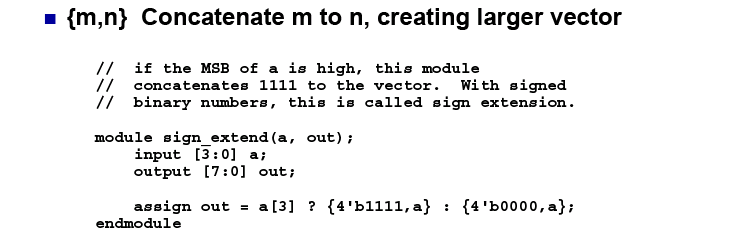 {m,n} Concatenate m to n, creating larger vector
// if the MSB of a is high, this module
// concatenates 1111 to the vector. With signed
// binary numbers, this is called sign extension.
module sign_extend(a, out);
input [3:0] a;
output [7:0] out;
assign out = a[3] ? {4'b1111,a} : {4'b0000,a};
endmodule